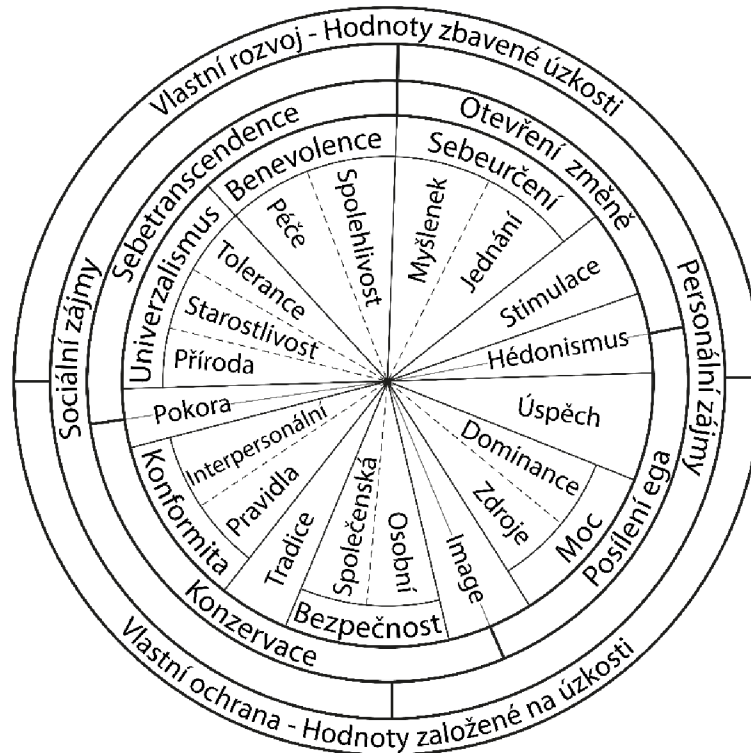 Vlastní rozvoj - Hodnoty zbavené úzkosti
Sociální zájmy
Personální zájmy
Sebetranscendence
Otevření změně
Benevolence
Sebeurčení
Univerzalismus
Péče
Spolehlivost
Myšlenek
Jednání
Tolerance
Stimulace
Starostlivost
Hédonismus
Příroda
Pokora
Úspěch
Interpersonální
Dominance
Pravidla
Konformita
Zdroje
Moc
Tradice
Společenská
Osobní
Image
Bezpečnost
Posílení ega
Konzervace
Vlastní ochrana - Hodnoty založené na úzkosti